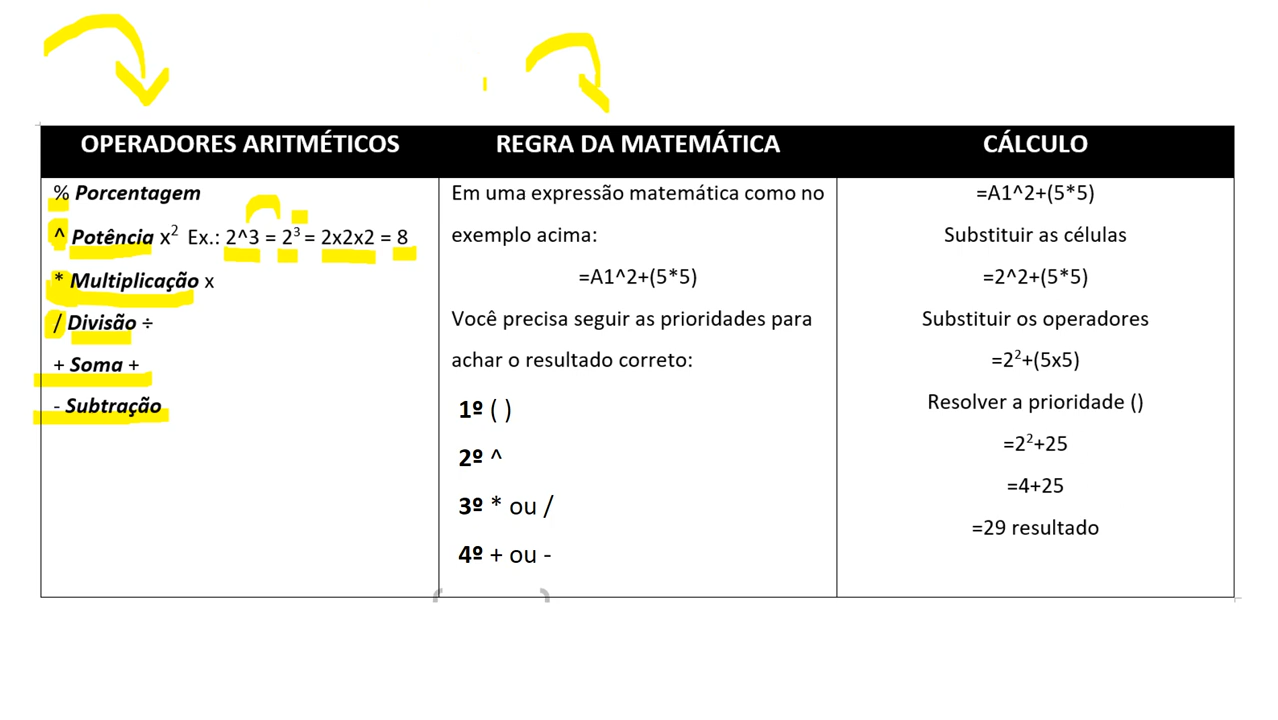 OPERADORES ARITMÉTICOS
% Porcentagem
^ Potência x² Ex.: 2^3 = 2³ = 2x2x2 = 8
* Multiplicação x
/ Divisão ÷
+ Soma +
- Subtração
REGRA DA MATEMÁTICA
Em uma expressão matemática como no
exemplo acima:
=A1^2+(5*5)
Você precisa seguir as prioridades para
achar o resultado correto:
1º ( )
2º ^
3º * ou /
4º + ou -
CÁLCULO
=A1^2+(5*5)
Substituir as células
=2^2+(5*5)
Substituir os operadores
=2²+(5x5)
Resolver a prioridade ()
=2²+25
=4+25
=29 resultado